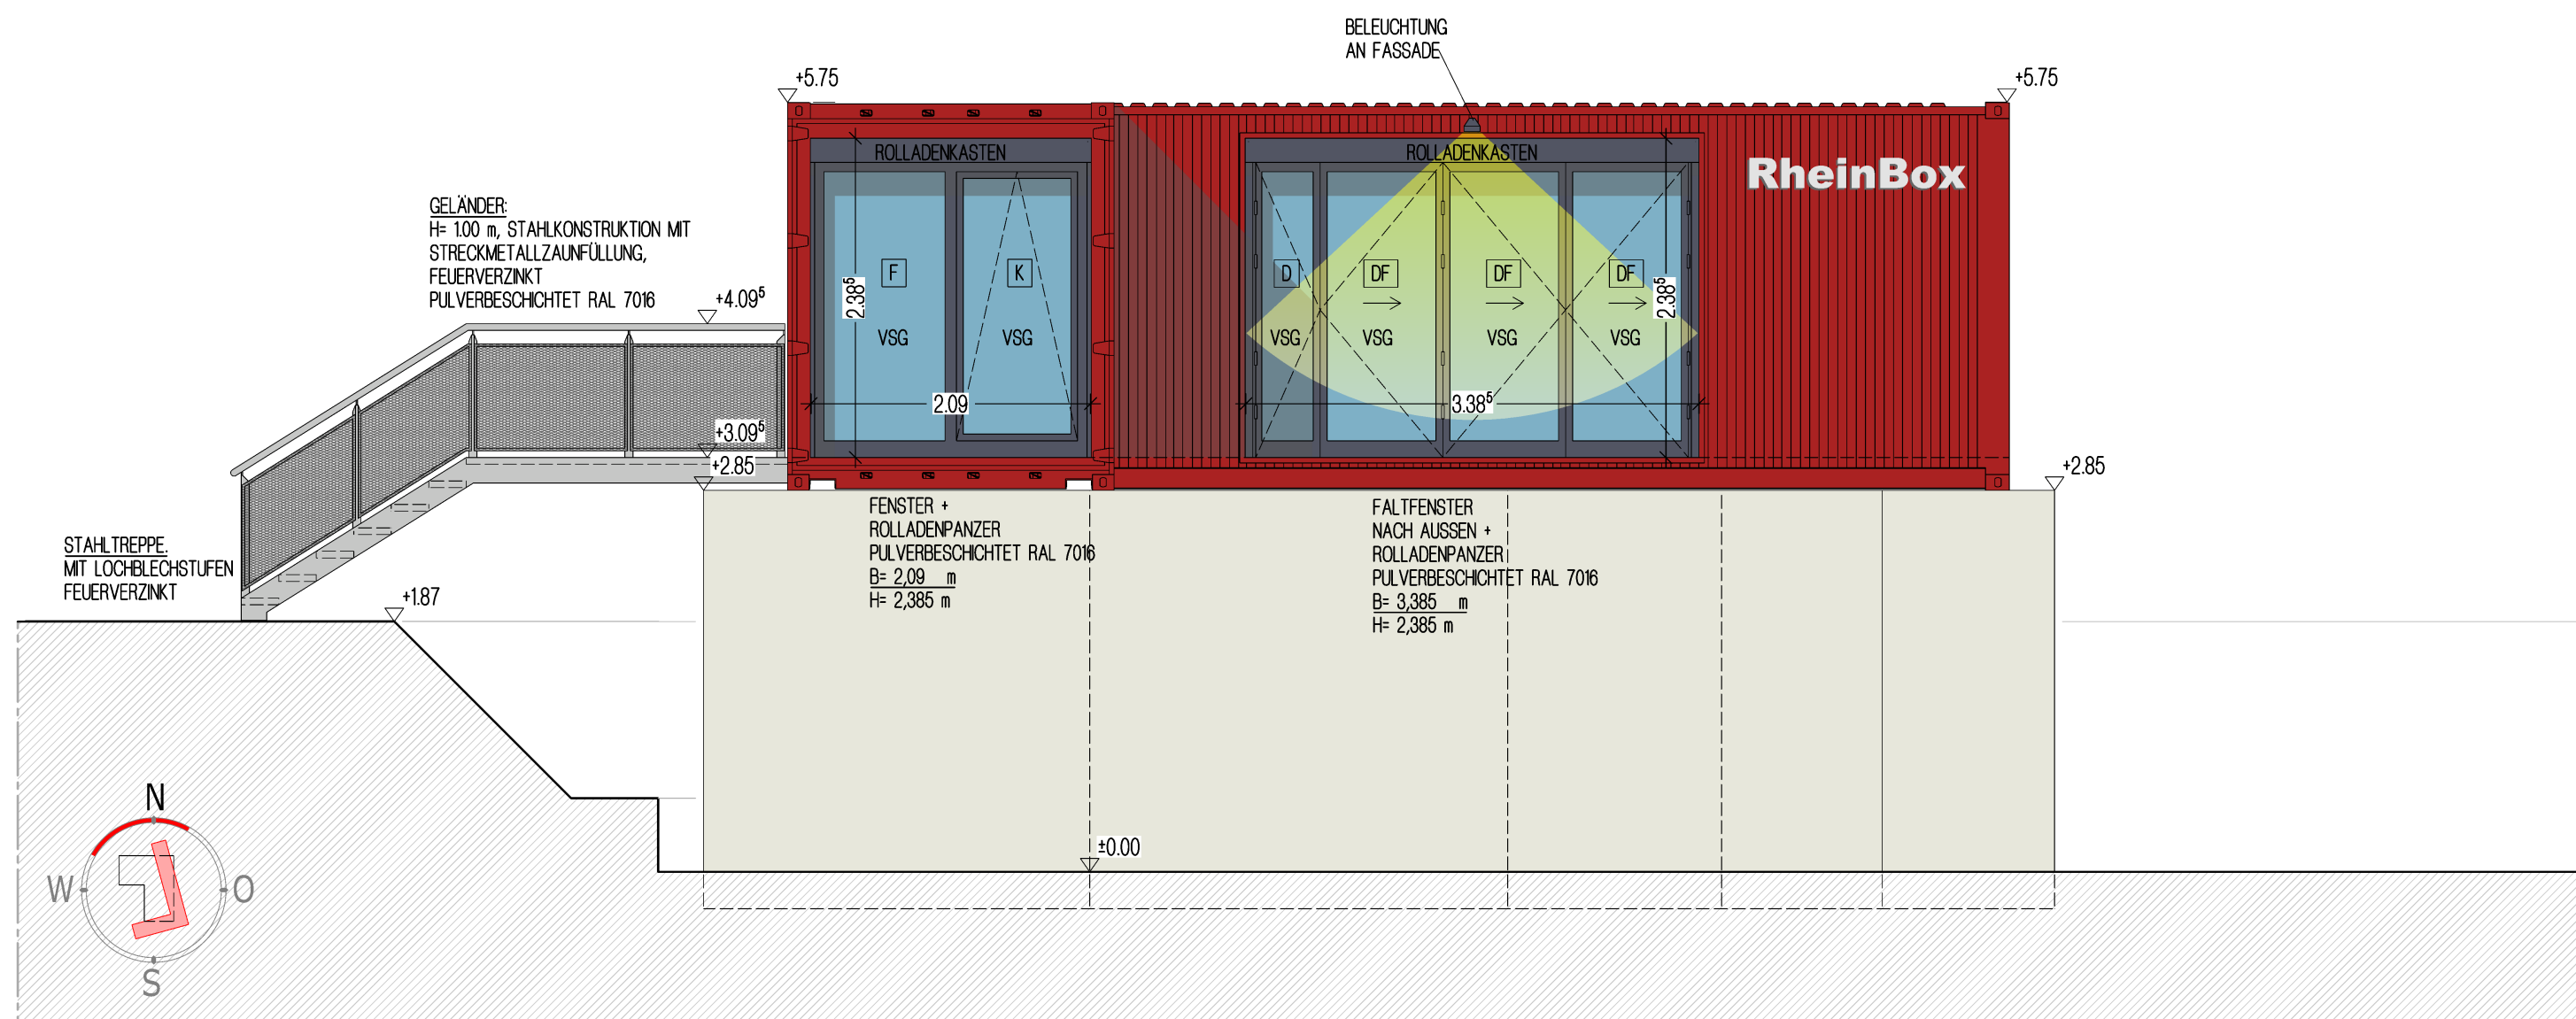 BELEUCHTUNG
AN FASSADE
+5.75
+5.75
ROLLADENKASTEN
ROLLADENKASTEN
RheinBox
GELÄNDER:
H= 1.00 m, STAHLKONSTRUKTION MIT
STRECKMETALLZAUNFÜLLUNG,
FEUERVERZINKT
PULVERBESCHICHTET RAL 7016
+4.09⁵
F
K
D
DF
DF
DF
2.38⁵
2.38⁵
VSG
VSG
VSG
VSG
VSG
VSG
2.09
3.38⁵
+3.09⁵
+2.85
+2.85
FENSTER +
ROLLADENPANZER
PULVERBESCHICHTET RAL 7016
B= 2,09 m
H= 2,385 m
FALTFENSTER
NACH AUSSEN +
ROLLADENPANZER
PULVERBESCHICHTET RAL 7016
B= 3,385 m
H= 2,385 m
STAHLTREPPE:
MIT LOCHBLECHSTUFEN
FEUERVERZINKT
+1.87
±0.00
N
W
O
S